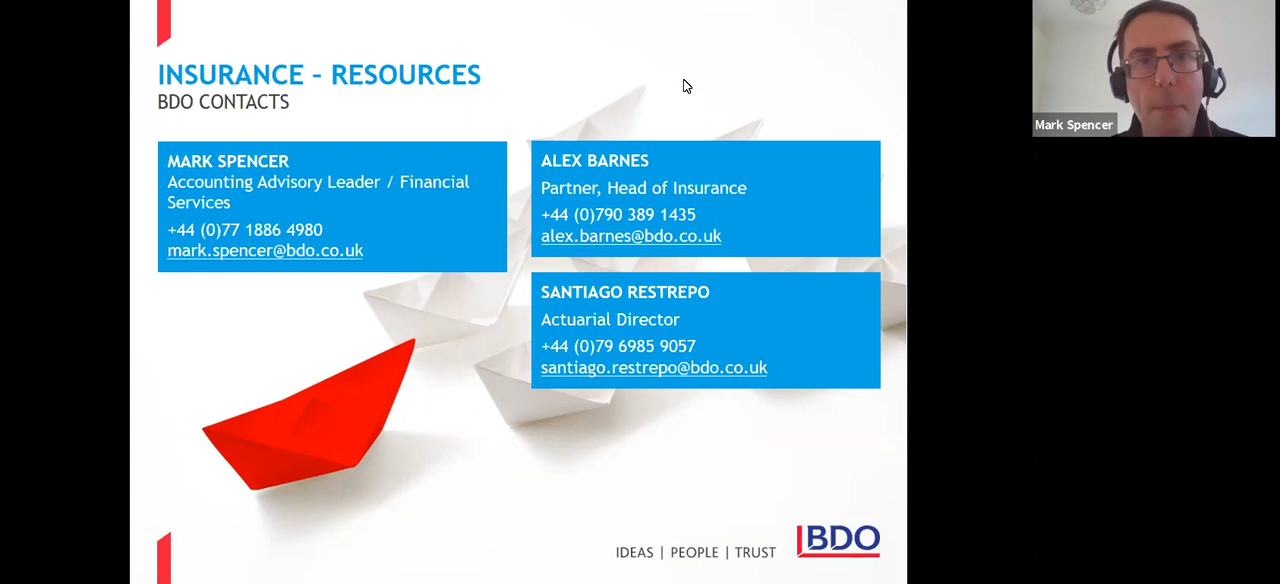 INSURANCE – RESOURCES
BDO CONTACTS
MARK SPENCER
Accounting Advisory Leader / Financial
Services
+44 (0)77 1886 4980
mark.spencer@bdo.co.uk
ALEX BARNES
Partner, Head of Insurance
+44 (0)790 389 1435
alex.barnes@bdo.co.uk
SANTIAGO RESTREPO
Actuarial Director
+44 (0)79 6985 9057
santiago.restrepo@bdo.co.uk
IDEAS | PEOPLE | TRUST
BDO
Mark Spencer